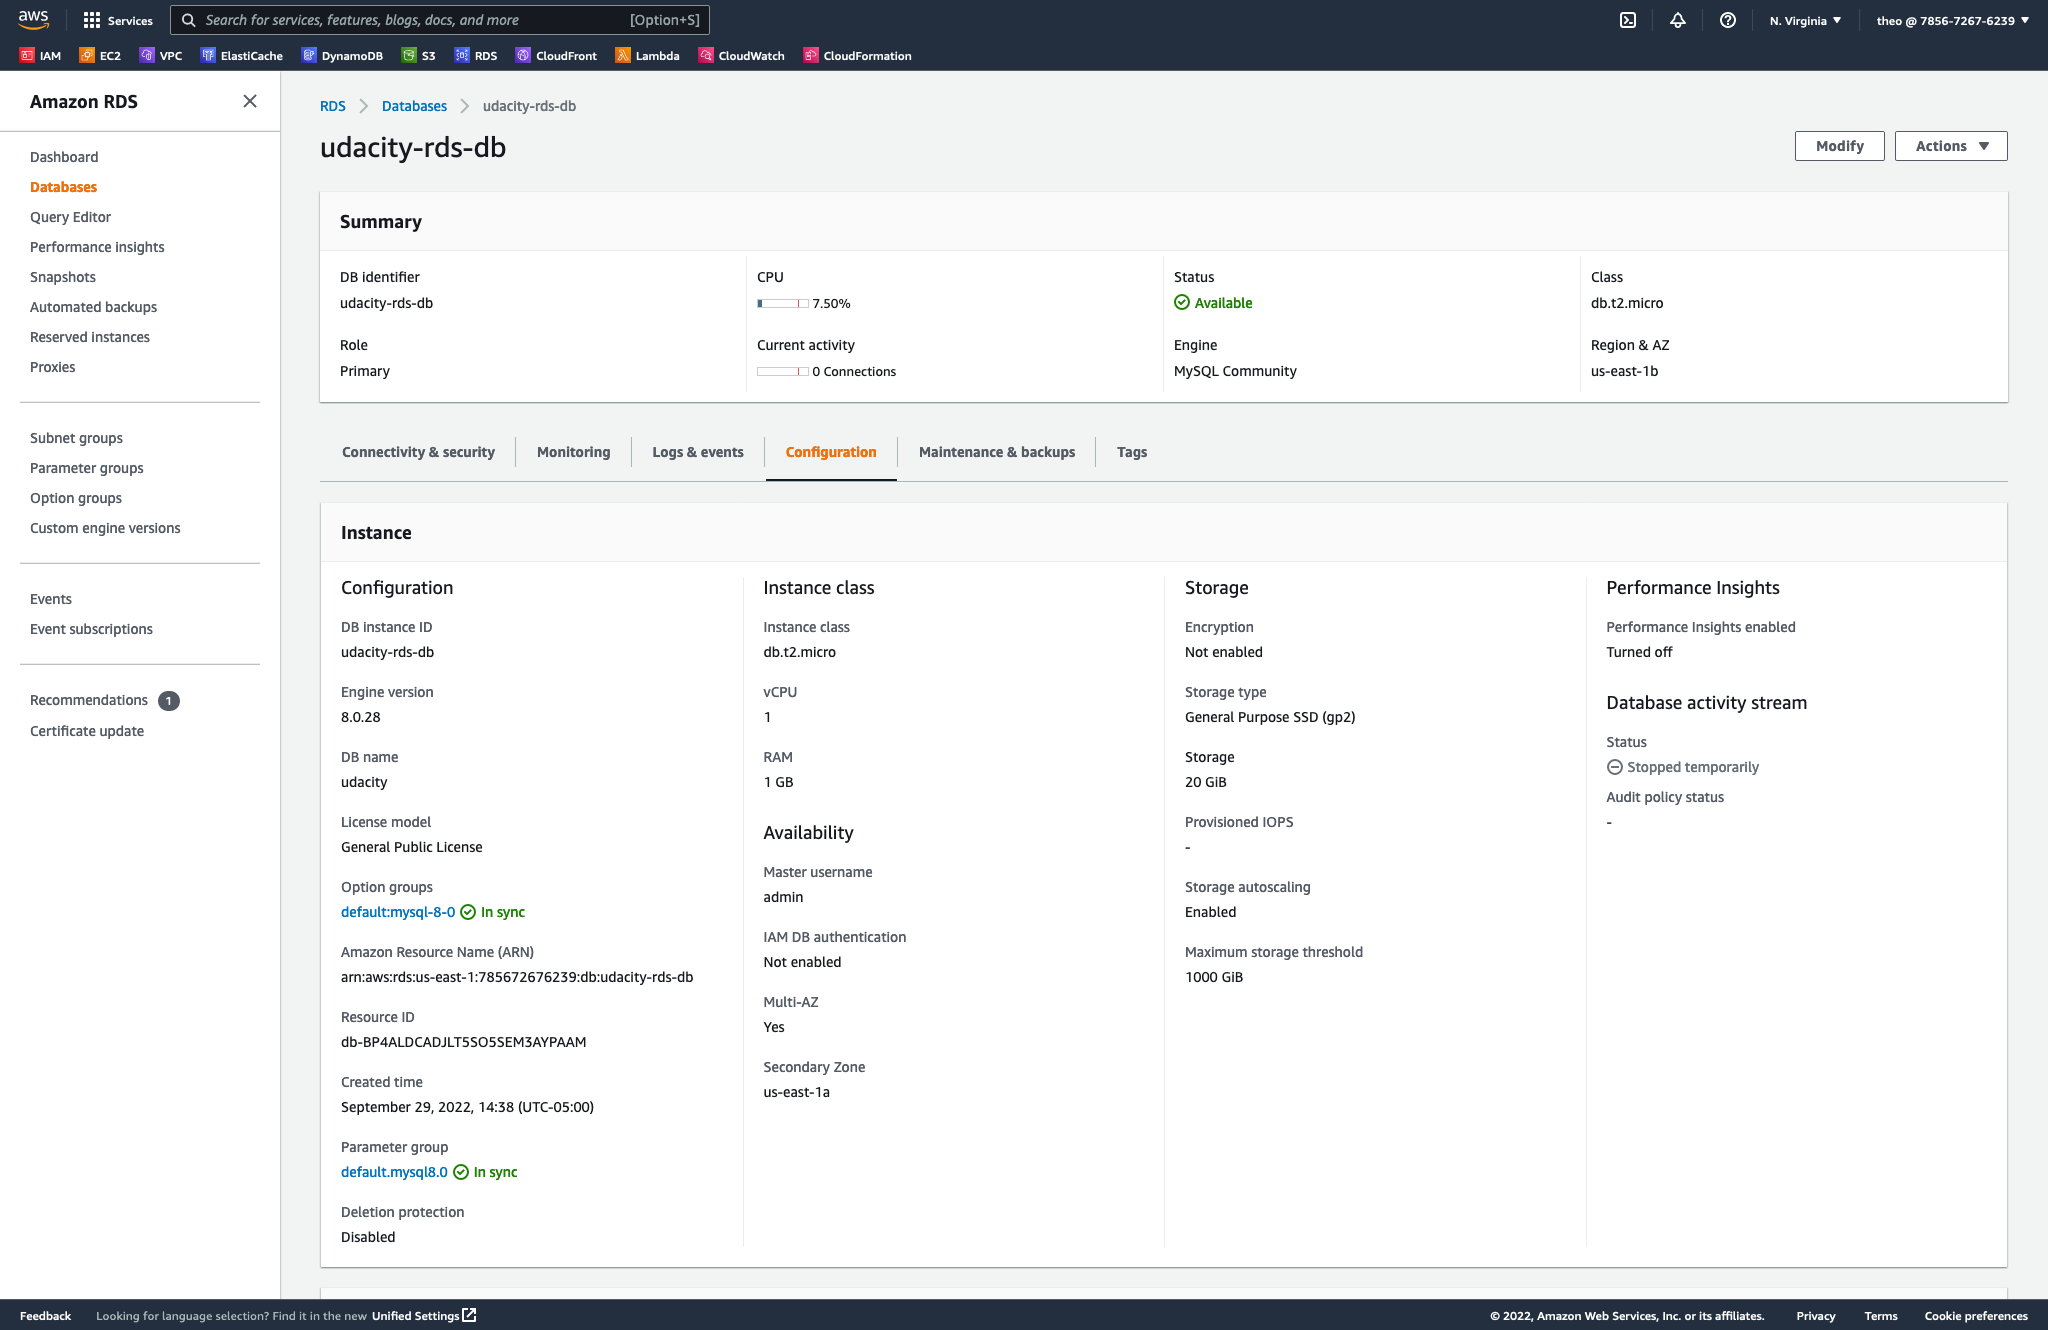 aws
Services
Search for services, features, blogs, docs, and more
[Option+S]
N. Virginia
theo @ 7856-7267-6239
IAM
EC2
VPC
ElastiCache
DynamoDB
S3
RDS
CloudFront
Lambda
CloudWatch
CloudFormation
Amazon RDS
Dashboard
Databases
Query Editor
Performance insights
Snapshots
Automated backups
Reserved instances
Proxies
Subnet groups
Parameter groups
Option groups
Custom engine versions
Events
Event subscriptions
Recommendations 1
Certificate update
RDS > Databases > udacity-rds-db
udacity-rds-db
Modify
Actions
Summary
DB identifier
udacity-rds-db
CPU
7.50%
Status
Available
Class
db.t2.micro
Role
Primary
Current activity
0 Connections
Engine
MySQL Community
Region & AZ
us-east-1b
Connectivity & security
Monitoring
Logs & events
Configuration
Maintenance & backups
Tags
Instance
Configuration
DB instance ID
udacity-rds-db
Engine version
8.0.28
DB name
udacity
License model
General Public License
Option groups
default:mysql-8-0 In sync
Amazon Resource Name (ARN)
arn:aws:rds:us-east-1:785672676239:db:udacity-rds-db
Resource ID
db-BP4ALDCADJLT5SO5SEM3AYPAAM
Created time
September 29, 2022, 14:38 (UTC-05:00)
Parameter group
default.mysql8.0 In sync
Deletion protection
Disabled
Instance class
Instance class
db.t2.micro
vCPU
1
RAM
1 GB
Availability
Master username
admin
IAM DB authentication
Not enabled
Multi-AZ
Yes
Secondary Zone
us-east-1a
Storage
Encryption
Not enabled
Storage type
General Purpose SSD (gp2)
Storage
20 GiB
Provisioned IOPS
-
Storage autoscaling
Enabled
Maximum storage threshold
1000 GiB
Performance Insights
Performance Insights enabled
Turned off
Database activity stream
Status
Stopped temporarily
Audit policy status
-
Feedback
Looking for language selection? Find it in the new Unified Settings
© 2022, Amazon Web Services, Inc. or its affiliates.
Privacy
Terms
Cookie preferences